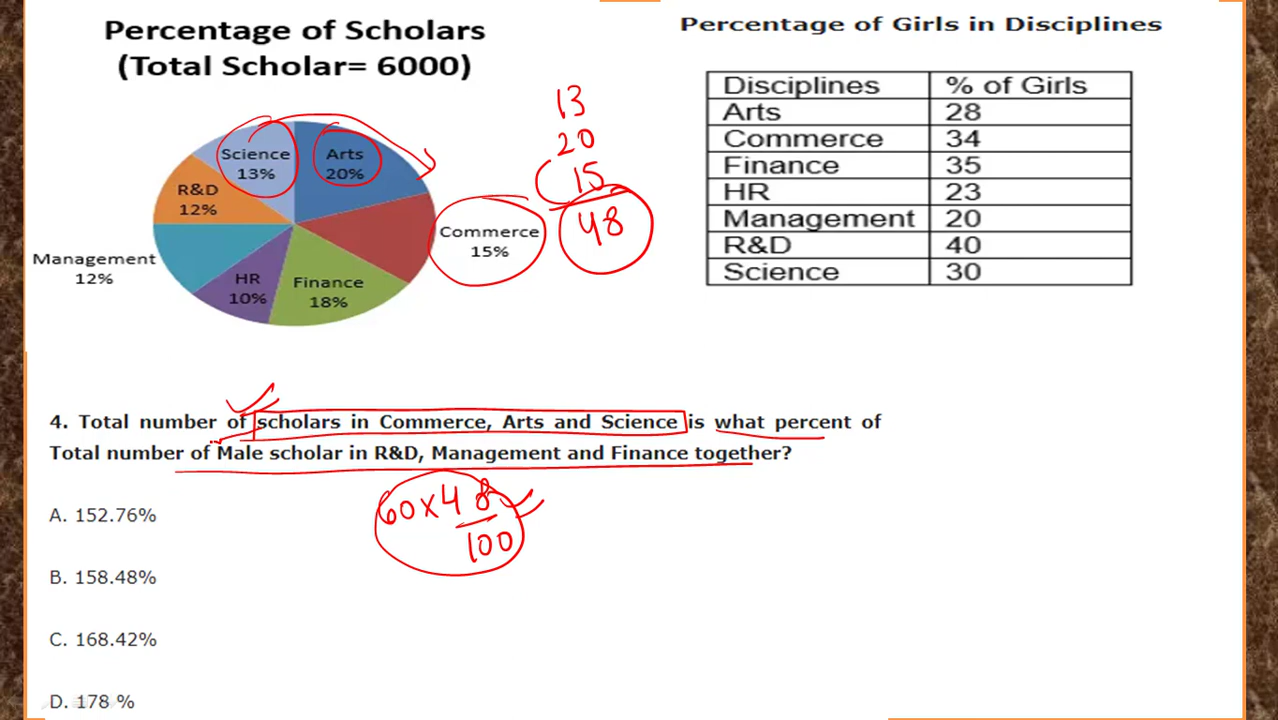 Percentage of Scholars
(Total Scholar= 6000)
Science
13%
Arts
20%
R&D
12%
Commerce
15%
Management
12%
HR
10%
Finance
18%
13
20
15
48
Percentage of Girls in Disciplines
Disciplines % of Girls
Arts 28
Commerce 34
Finance 35
HR 23
Management 20
R&D 40
Science 30
4. Total number of scholars in Commerce, Arts and Science is what percent of
Total number of Male scholar in R&D, Management and Finance together?
60x48
100
A. 152.76%
B. 158.48%
C. 168.42%
D. 178 %